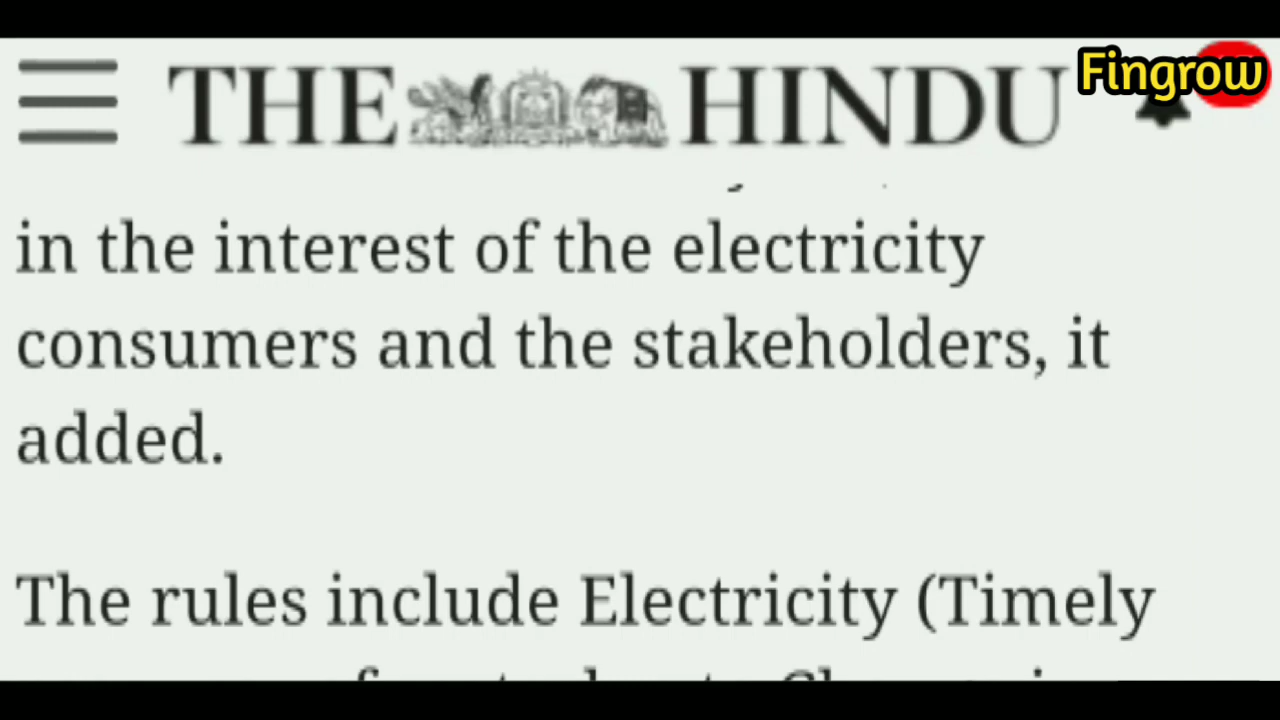 THE HINDU
Fingrow
in the interest of the electricity
consumers and the stakeholders, it
added.
The rules include Electricity (Timely